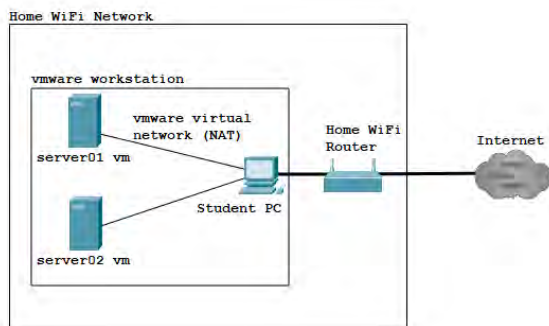 Home WiFi Network
vmware workstation
vmware virtual
network (NAT)
server01 vm
Home WiFi
Router
Internet
Student PC
server02 vm